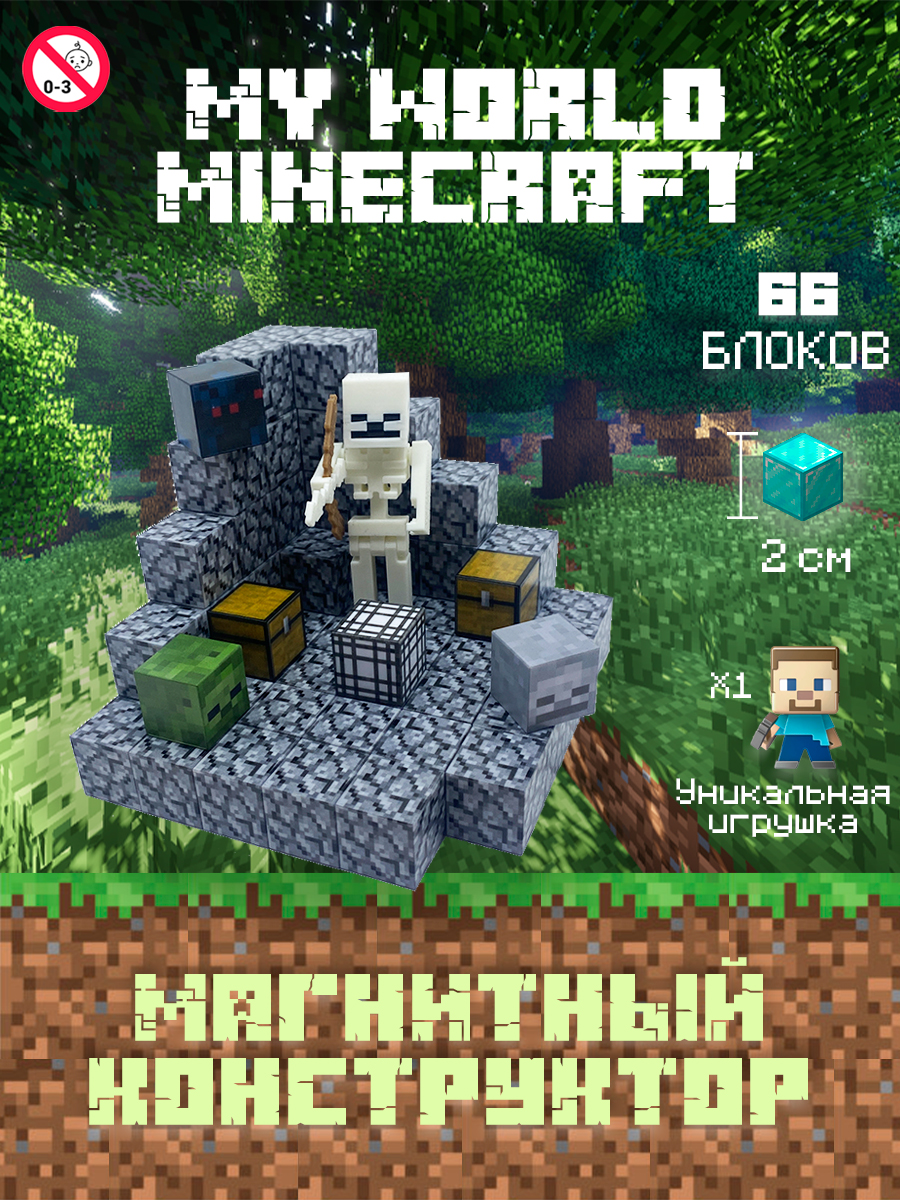 0-3
MY WORLD
MINECRAFT
66
БЛОКОВ
2 см
X1
Уникальная
игрушка
МАГНИТНЫЙ
КОНСТРУКТОР